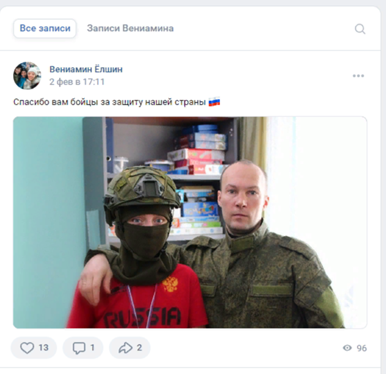 Все записи Записи Вениамина
Вениамин Ёлшин
2 фев в 17:11
Спасибо вам бойцы за защиту нашей страны
RUSSIA
13 1 2 96